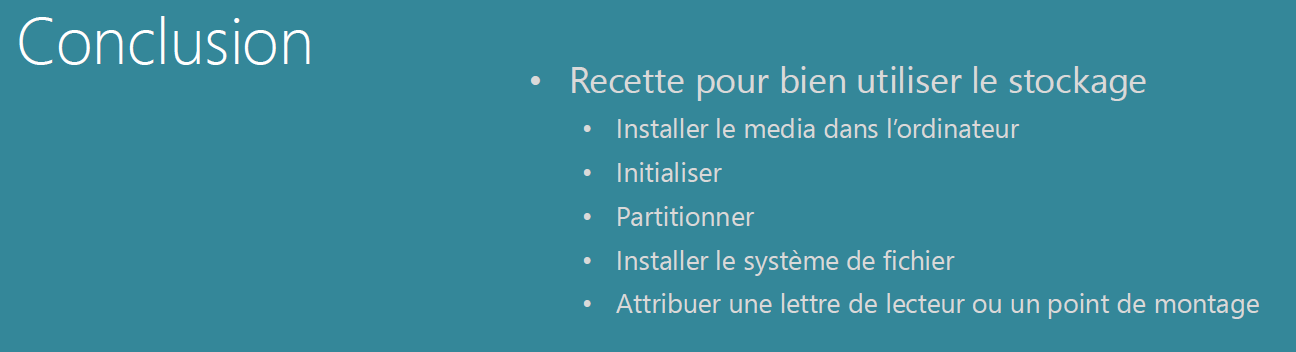 Conclusion
• Recette pour bien utiliser le stockage
• Installer le media dans l’ordinateur
• Initialiser
• Partitionner
• Installer le système de fichier
• Attribuer une lettre de lecteur ou un point de montage